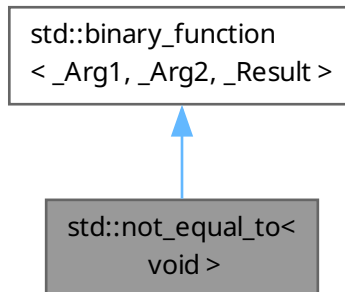 std::binary_function
< _Arg1, _Arg2, _Result >
std::not_equal_to<
void >